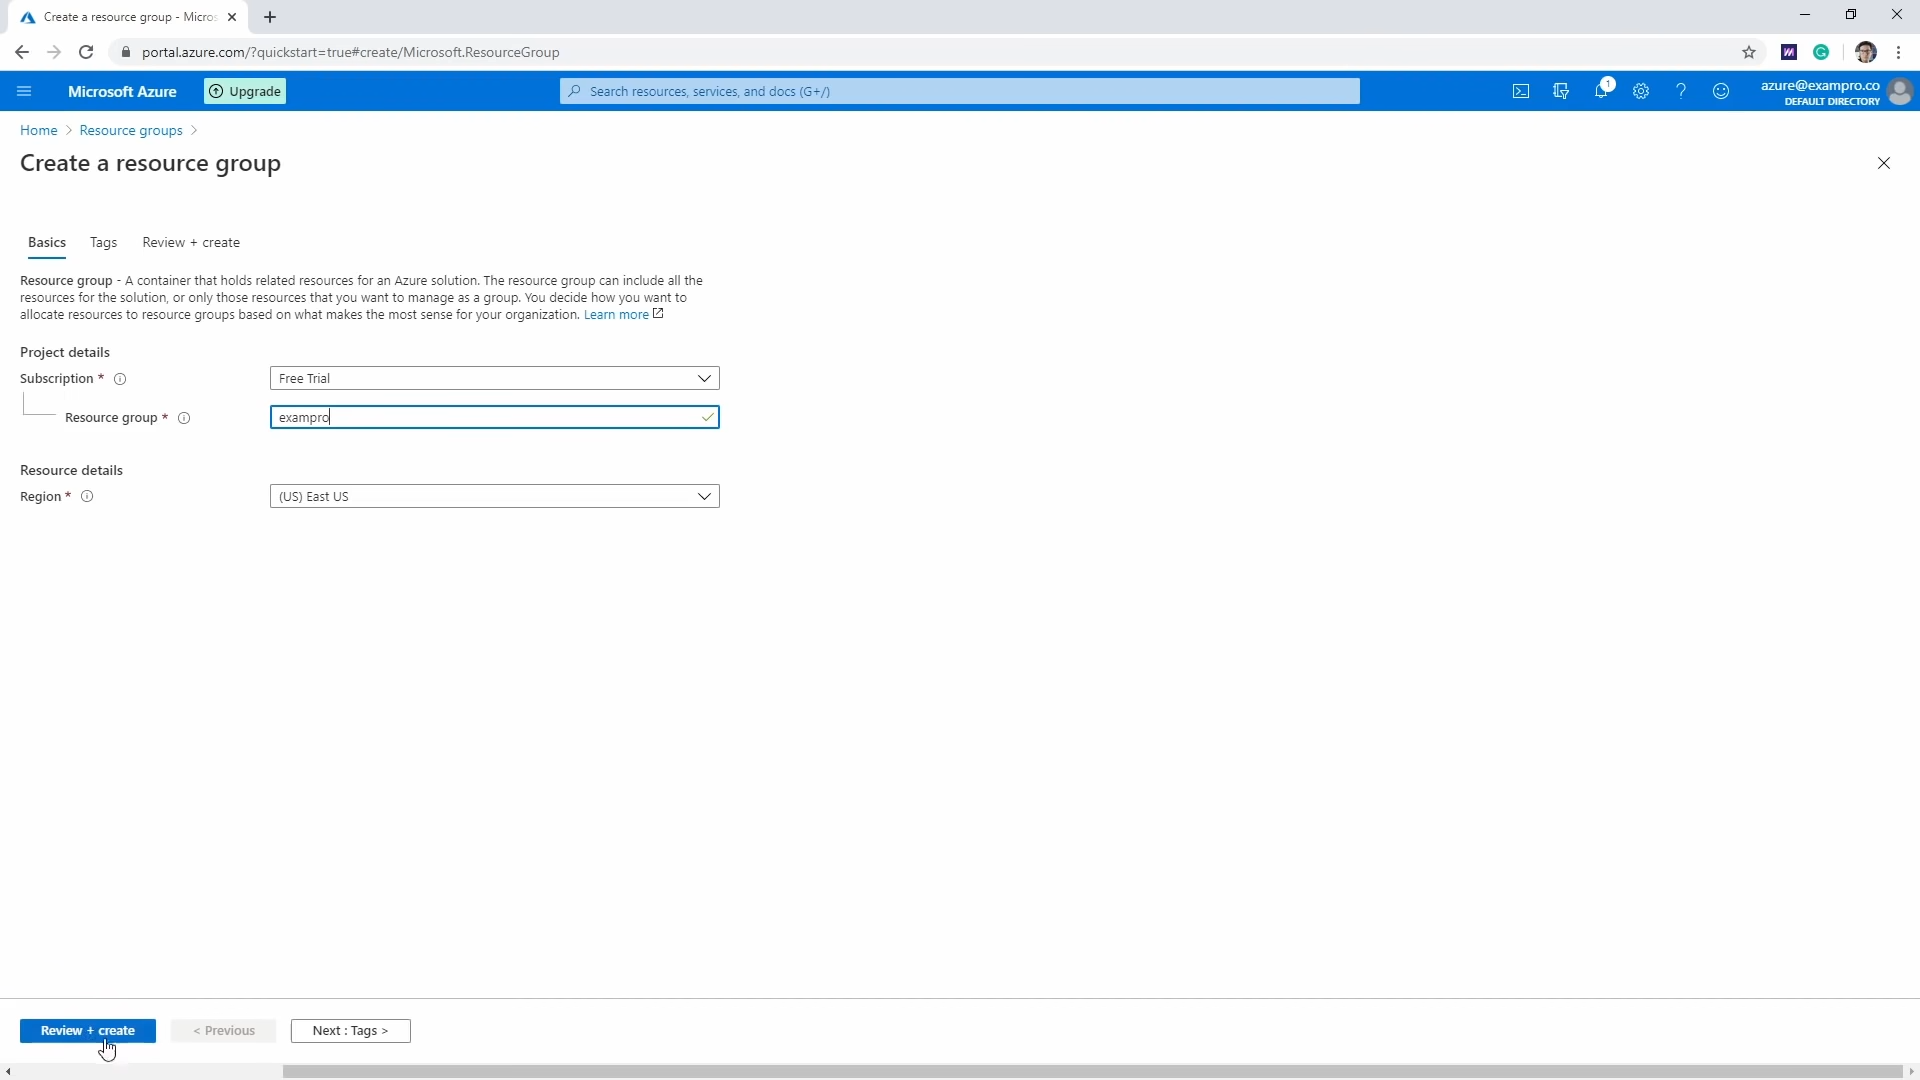 Create a resource group - Micros
portal.azure.com/?quickstart=true#create/Microsoft.ResourceGroup
Microsoft Azure
Upgrade
Search resources, services, and docs (G+/)
1
azure@exampro.co
DEFAULT DIRECTORY
Home > Resource groups >
Create a resource group
Basics
Tags
Review + create
Resource group - A container that holds related resources for an Azure solution. The resource group can include all the
resources for the solution, or only those resources that you want to manage as a group. You decide how you want to
allocate resources to resource groups based on what makes the most sense for your organization. Learn more
Project details
Subscription *
Free Trial
Resource group *
exampro
Resource details
Region *
(US) East US
Review + create
< Previous
Next : Tags >